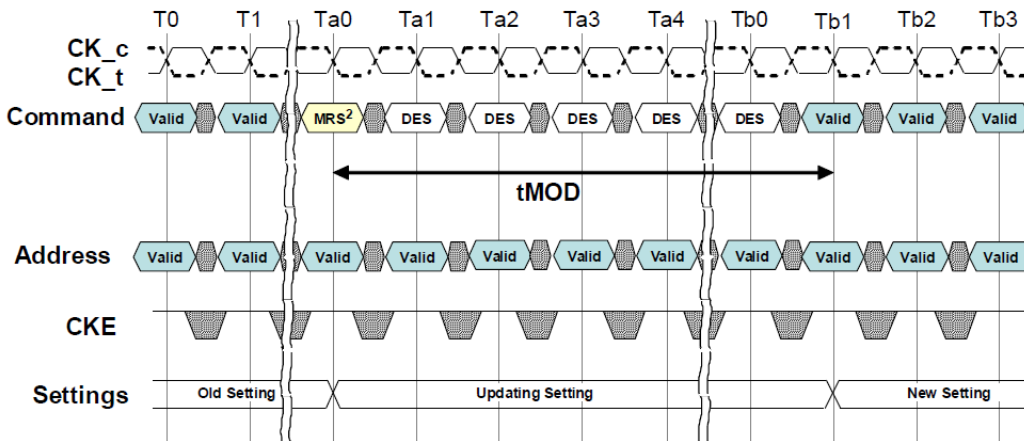 T0 T1 Ta0 Ta1 Ta2 Ta3 Ta4 Tb0 Tb1 Tb2 Tb3
CK_c
CK_t
Command Valid Valid MRS² DES DES DES DES DES Valid Valid Valid
tMOD
Address Valid Valid Valid Valid Valid Valid Valid Valid Valid Valid Valid
CKE
Settings Old Setting Updating Setting New Setting